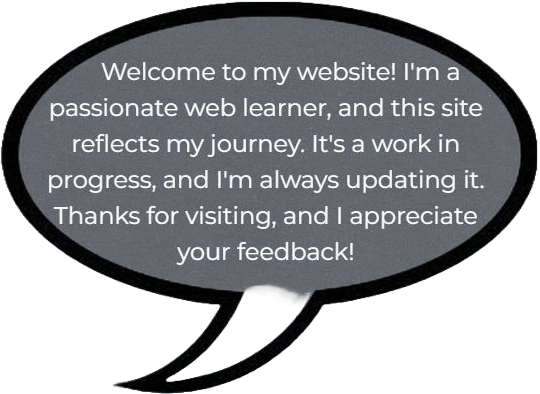 Welcome to my website! I'm a
passionate web learner, and this site
reflects my journey. It's a work in
progress, and I'm always updating it.
Thanks for visiting, and I appreciate
your feedback!